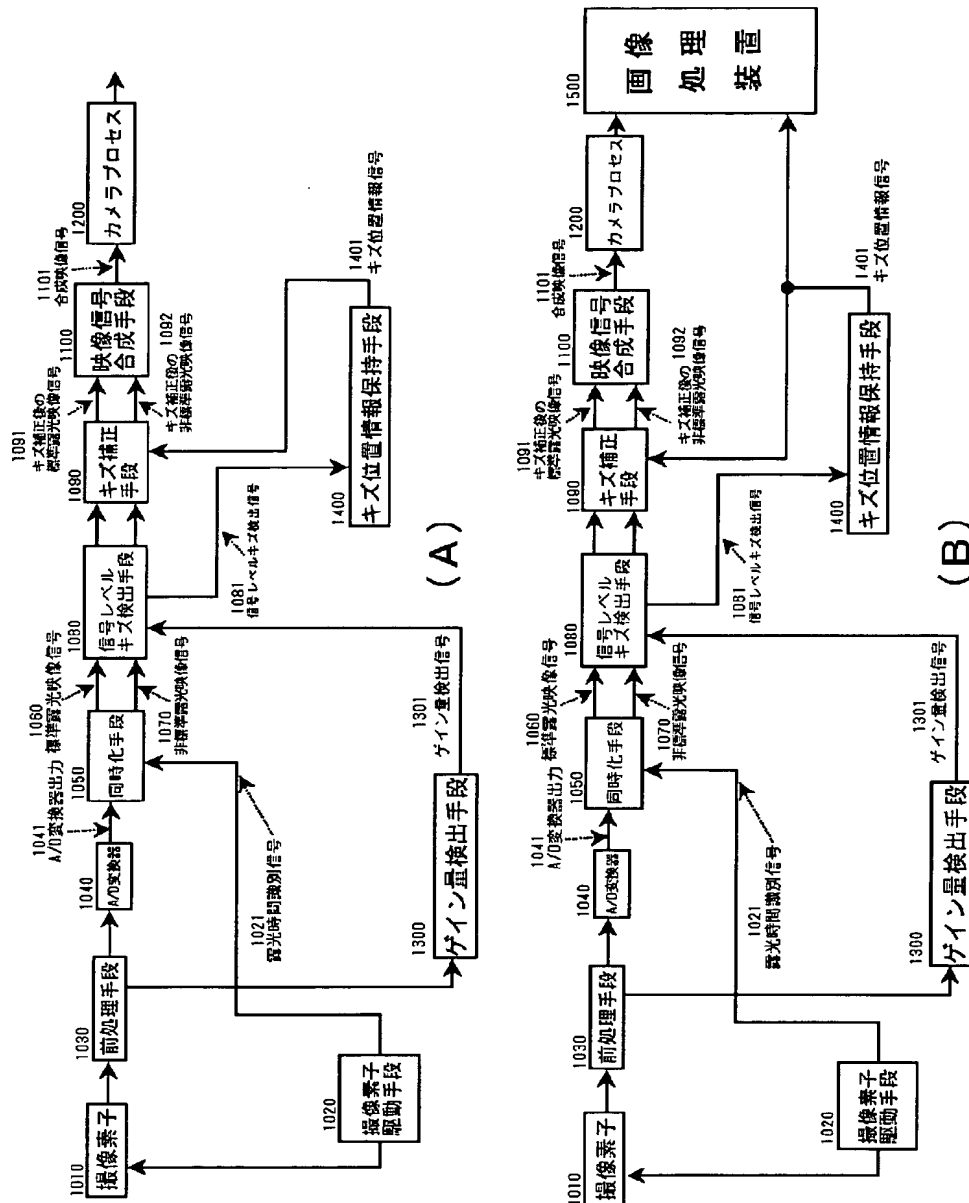 1010
撮像素子
1020
撮像素子
駆動手段
1030
前処理手段
1040
A/D変換器
1041
A/D変換器出力
1021
露光時間識別信号
1050
同時化手段
1060
標準露光映像信号
1070
非標準露光映像信号
1300
ゲイン量検出手段
1301
ゲイン量検出信号
1080
信号レベル
キズ検出手段
1081
信号レベルキズ検出信号
1090
キズ補正
手段
1091
キズ補正後の
標準露光映像信号
キズ補正後の 1092
非標準露光映像信号
1100
映像信号
合成手段
1101
合成映像信号
1200
カメラプロセス
1400
キズ位置情報保持手段
1401
キズ位置情報信号
(A)
1010
撮像素子
1020
撮像素子
駆動手段
1030
前処理手段
1040
A/D変換器
1041
A/D変換器出力
1021
露光時間識別信号
1050
同時化手段
1060
標準露光映像信号
1070
非標準露光映像信号
1300
ゲイン量検出手段
1301
ゲイン量検出信号
1080
信号レベル
キズ検出手段
1081
信号レベルキズ検出信号
1090
キズ補正
手段
1091
キズ補正後の
標準露光映像信号
キズ補正後の 1092
非標準露光映像信号
1100
映像信号
合成手段
1101
合成映像信号
1200
カメラプロセス
1400
キズ位置情報保持手段
1401
キズ位置情報信号
1500
画像
処理
装置
(B)